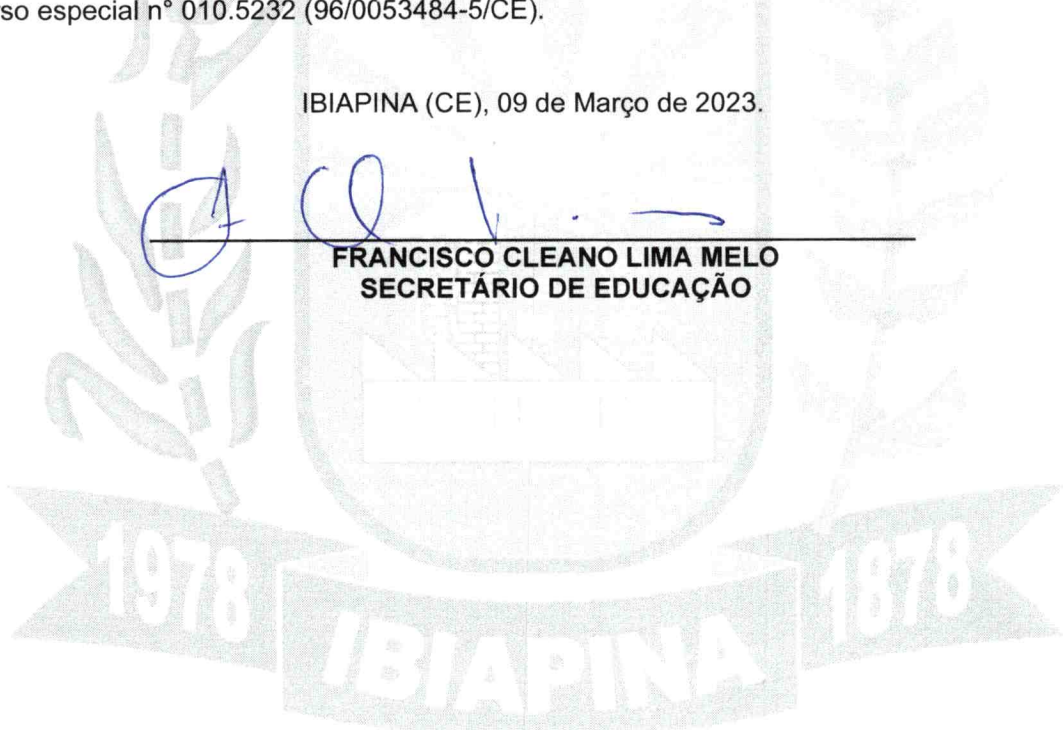 rso especial n° 010.5232 (96/0053484-5/CE).
IBIAPINA (CE), 09 de Março de 2023.
FRANCISCO CLEANO LIMA MELO
SECRETÁRIO DE EDUCAÇÃO
1978
IBIAPINA
1878